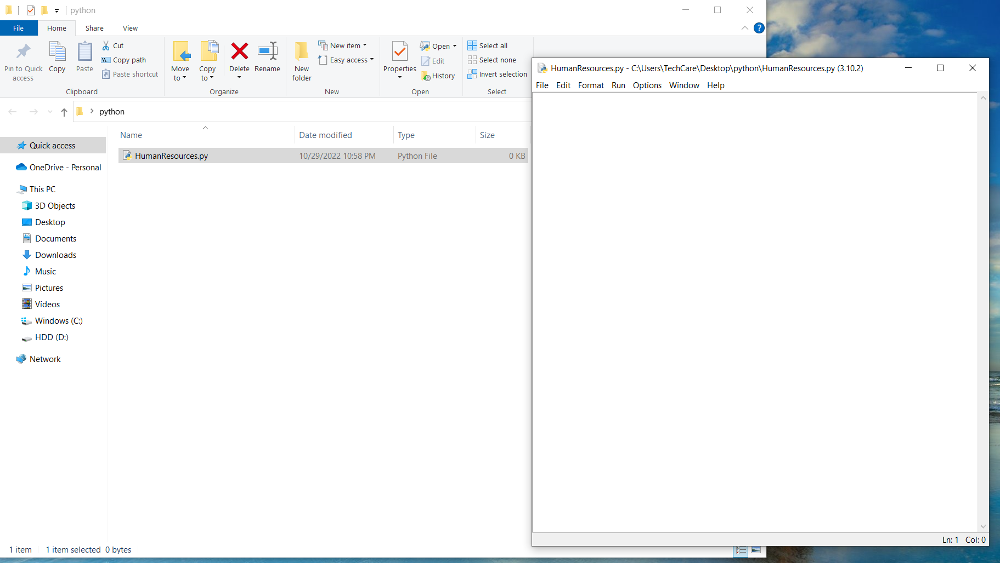 python
File Home Share View
Pin to Quick access
Copy
Paste
Cut
Copy path
Paste shortcut
Clipboard
Move to
Copy to
Delete
Rename
Organize
New folder
New item
Easy access
New
Properties
Open
Edit
History
Open
Select all
Select none
Invert selection
Select
python
Name Date modified Type Size
HumanResources.py 10/29/2022 10:58 PM Python File 0 KB
Quick access
OneDrive - Personal
This PC
3D Objects
Desktop
Documents
Downloads
Music
Pictures
Videos
Windows (C:)
HDD (D:)
Network
1 item 1 item selected 0 bytes
HumanResources.py - C:\Users\TechCare\Desktop\python\HumanResources.py (3.10.2)
File Edit Format Run Options Window Help
Ln: 1 Col: 0